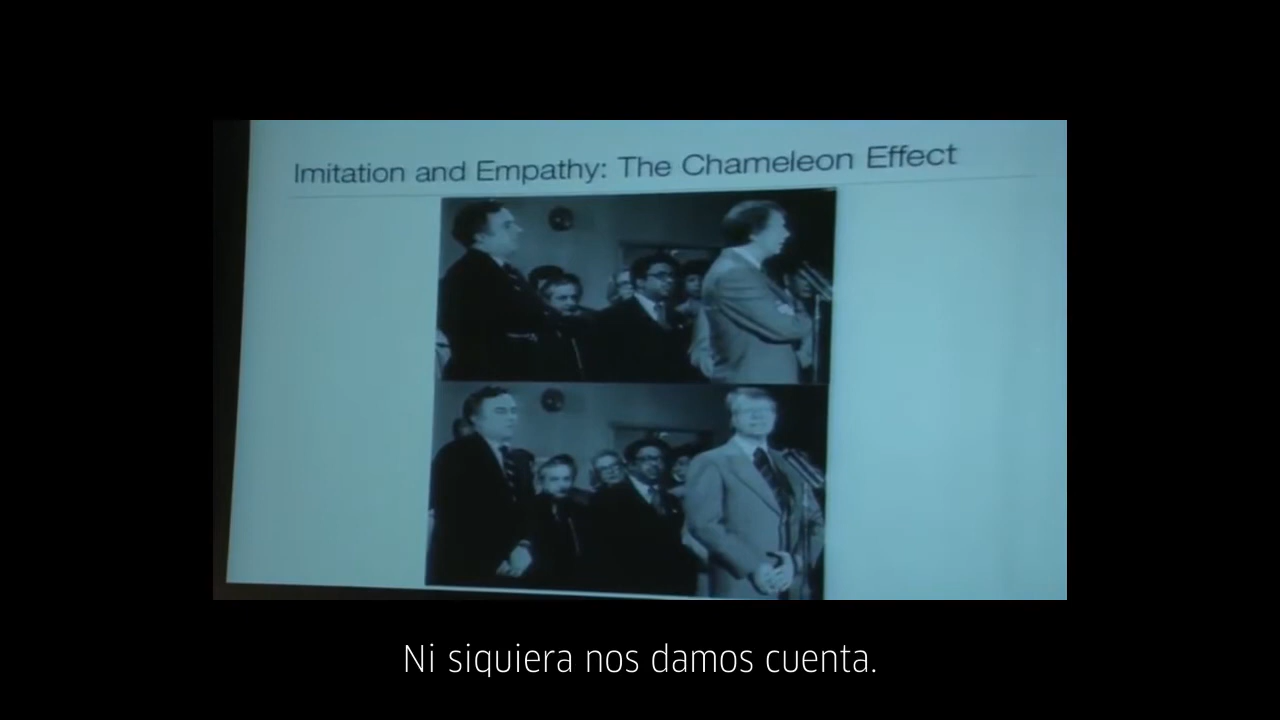 Imitation and Empathy: The Chameleon Effect
Ni siquiera nos damos cuenta.